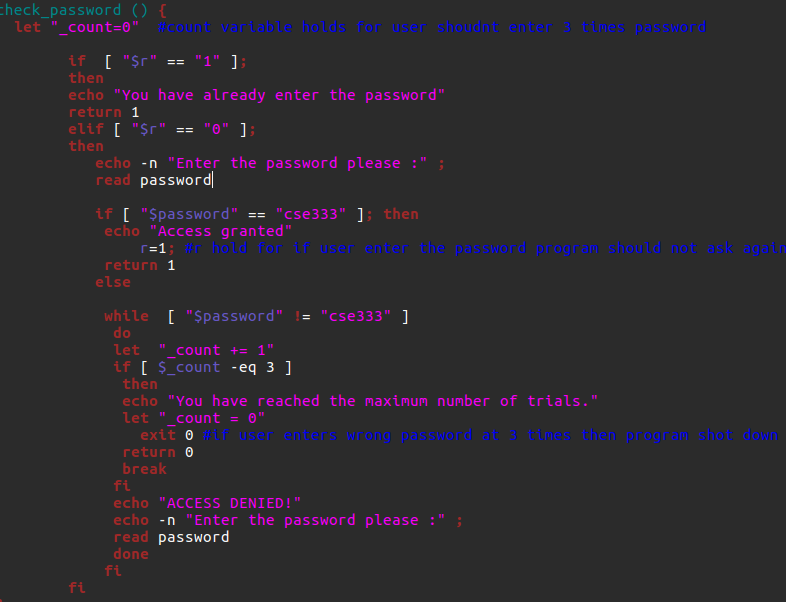 check_password () {
let "_count=0" #count variable holds for user shoudnt enter 3 times password
if [ "$r" == "1" ];
then
echo "You have already enter the password"
return 1
elif [ "$r" == "0" ];
then
echo -n "Enter the password please :" ;
read password
if [ "$password" == "cse333" ]; then
echo "Access granted"
r=1; #r hold for if user enter the password program should not ask again
return 1
else
while [ "$password" != "cse333" ]
do
let "_count += 1"
if [ $_count -eq 3 ]
then
echo "You have reached the maximum number of trials."
let "_count = 0"
exit 0 #if user enters wrong password at 3 times then program shot down
return 0
break
fi
echo "ACCESS DENIED!"
echo -n "Enter the password please :" ;
read password
done
fi
fi